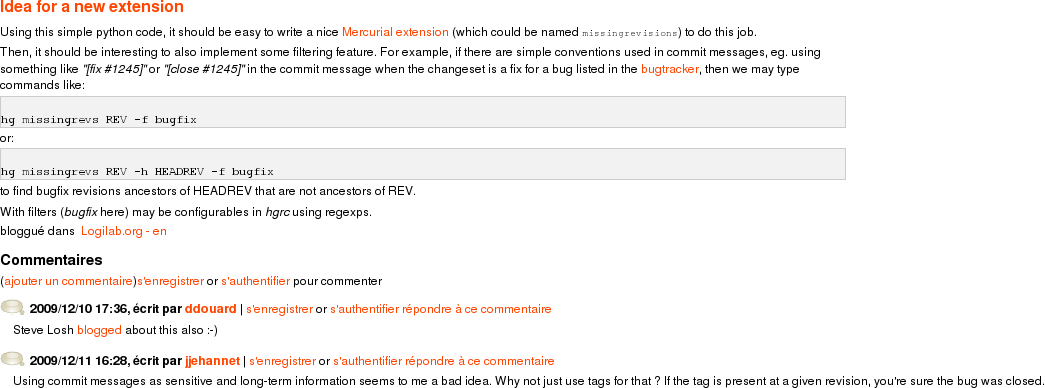 Idea for a new extension
Using this simple python code, it should be easy to write a nice Mercurial extension (which could be named missingrevisions) to do this job.
Then, it should be interesting to also implement some filtering feature. For example, if there are simple conventions used in commit messages, eg. using
something like "[fix #1245]" or "[close #1245]" in the commit message when the changeset is a fix for a bug listed in the bugtracker, then we may type
commands like:
hg missingrevs REV -f bugfix
or:
hg missingrevs REV -h HEADREV -f bugfix
to find bugfix revisions ancestors of HEADREV that are not ancestors of REV.
With filters (bugfix here) may be configurables in hgrc using regexps.
bloggué dans Logilab.org - en
Commentaires
(ajouter un commentaire)s'enregistrer or s'authentifier pour commenter
2009/12/10 17:36, écrit par ddouard | s'enregistrer or s'authentifier répondre à ce commentaire
Steve Losh blogged about this also :-)
2009/12/11 16:28, écrit par jjehannet | s'enregistrer or s'authentifier répondre à ce commentaire
Using commit messages as sensitive and long-term information seems to me a bad idea. Why not just use tags for that ? If the tag is present at a given revision, you're sure the bug was closed.